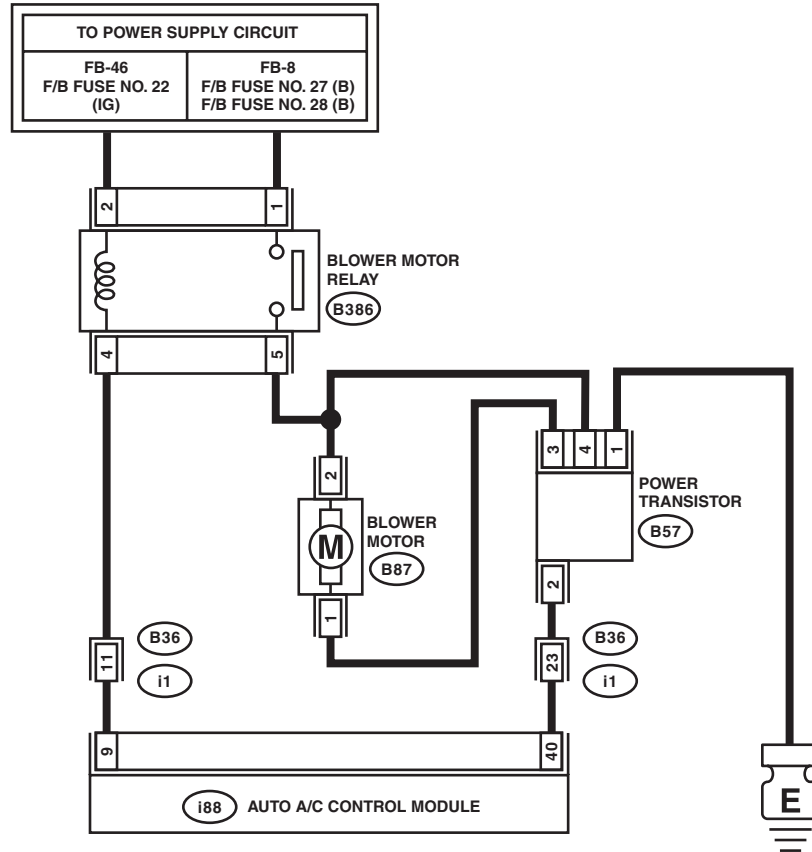 TO POWER SUPPLY CIRCUIT
FB-46
F/B FUSE NO. 22
(IG)
FB-8
F/B FUSE NO. 27 (B)
F/B FUSE NO. 28 (B)
2
1
BLOWER MOTOR
RELAY
B386
4
5
3
4
1
2
POWER
TRANSISTOR
B57
BLOWER
MOTOR
M
B87
2
1
B36
11
i1
B36
23
i1
9
40
i88 AUTO A/C CONTROL MODULE
E